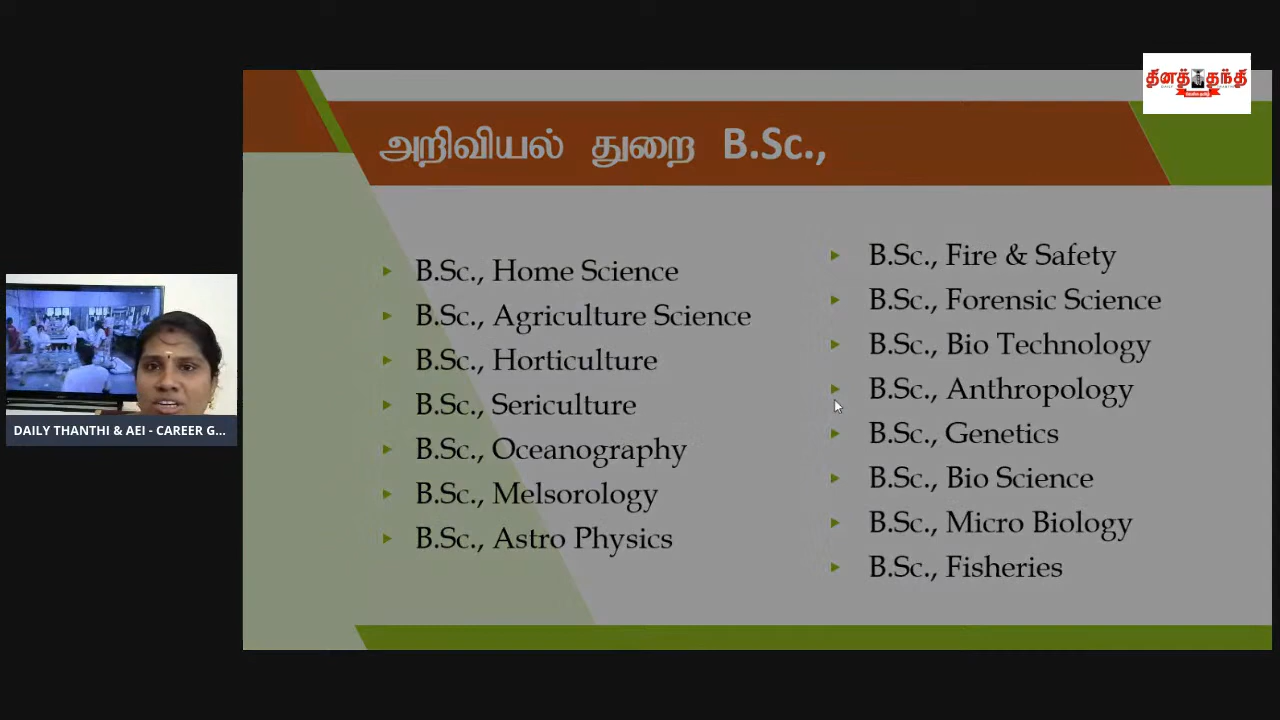 தினத்தந்தி
அறிவியல் துறை B.Sc.,
B.Sc., Home Science
B.Sc., Agriculture Science
B.Sc., Horticulture
B.Sc., Sericulture
B.Sc., Oceanography
B.Sc., Melsorology
B.Sc., Astro Physics
B.Sc., Fire & Safety
B.Sc., Forensic Science
B.Sc., Bio Technology
B.Sc., Anthropology
B.Sc., Genetics
B.Sc., Bio Science
B.Sc., Micro Biology
B.Sc., Fisheries
DAILY THANTHI & AEI - CAREER G...